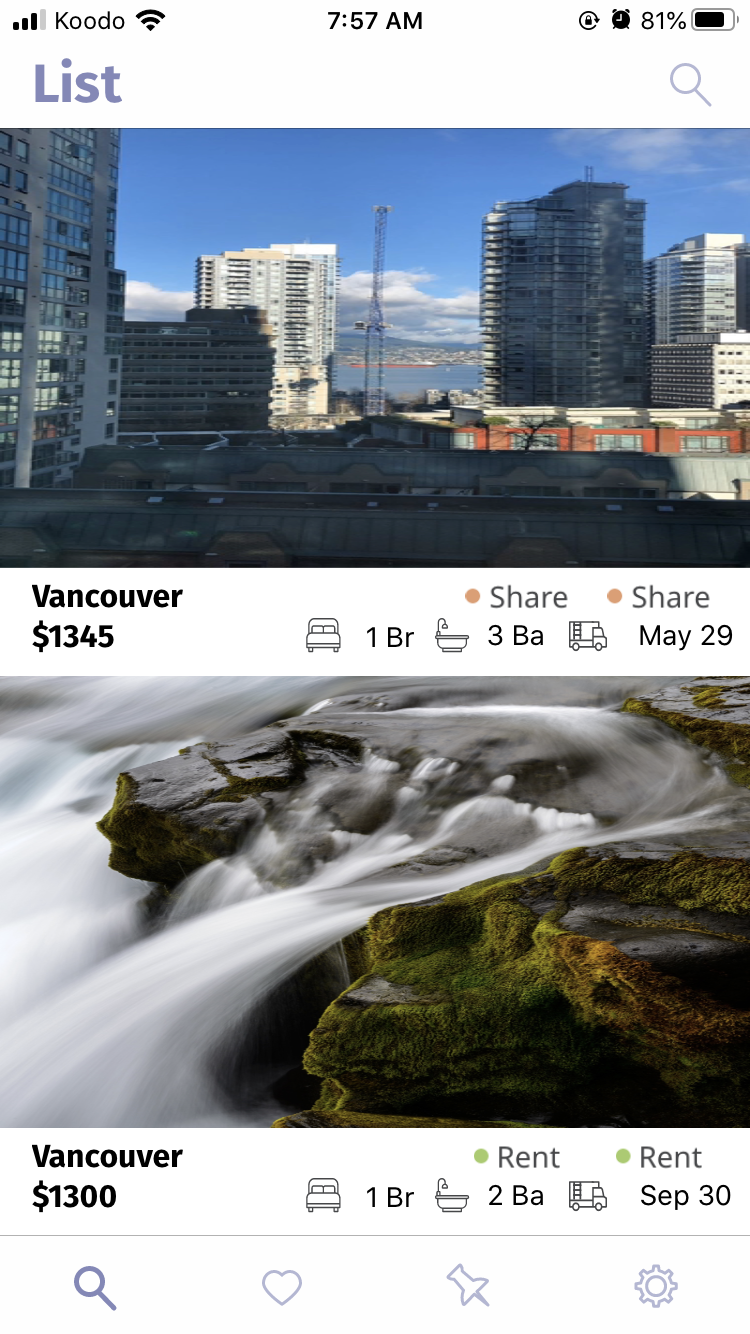 Koodo 7:57 AM 81%
List
Vancouver Share Share
$1345 1 Br 3 Ba May 29
Vancouver Rent Rent
$1300 1 Br 2 Ba Sep 30